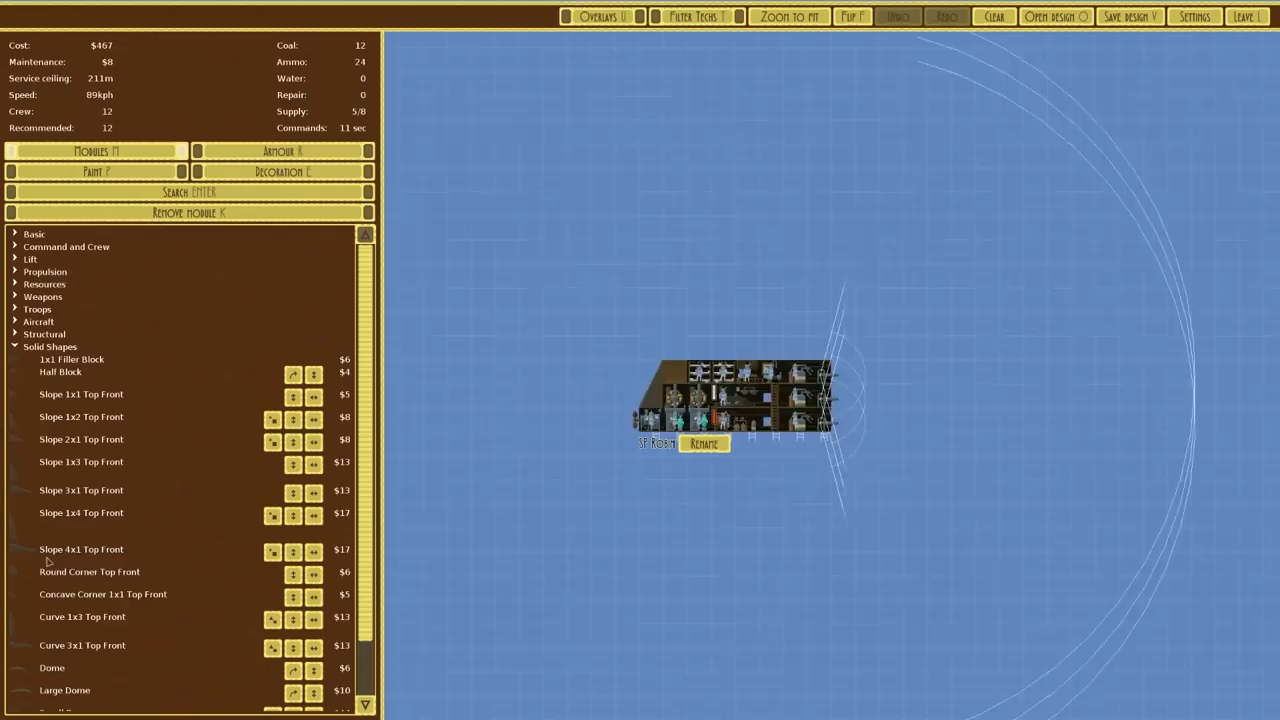 OVERLAYS U
FILTER TECHS T
ZOOM TO FIT
FLIP F
UNDO
REDO
CLEAR
OPEN DESIGN O
SAVE DESIGN V
SETTINGS
LEAVE L
Cost: $467 Coal: 12
Maintenance: $8 Ammo: 24
Service ceiling: 211m Water: 0
Speed: 89kph Repair: 0
Crew: 12 Supply: 5/8
Recommended: 12 Commands: 11 sec
MODULES M ARMOUR R
PAINT P DECORATION E
SEARCH ENTER
REMOVE MODULE K
Basic
Command and Crew
Lift
Propulsion
Resources
Weapons
Troops
Aircraft
Structural
Solid Shapes
1x1 Filler Block $6
Half Block $4
Slope 1x1 Top Front $5
Slope 1x2 Top Front $8
Slope 2x1 Top Front $8
Slope 1x3 Top Front $13
Slope 3x1 Top Front $13
Slope 1x4 Top Front $17
Slope 4x1 Top Front $17
Round Corner Top Front $6
Concave Corner 1x1 Top Front $5
Curve 1x3 Top Front $13
Curve 3x1 Top Front $13
Dome $6
Large Dome $10
SP ROBIN RENAME